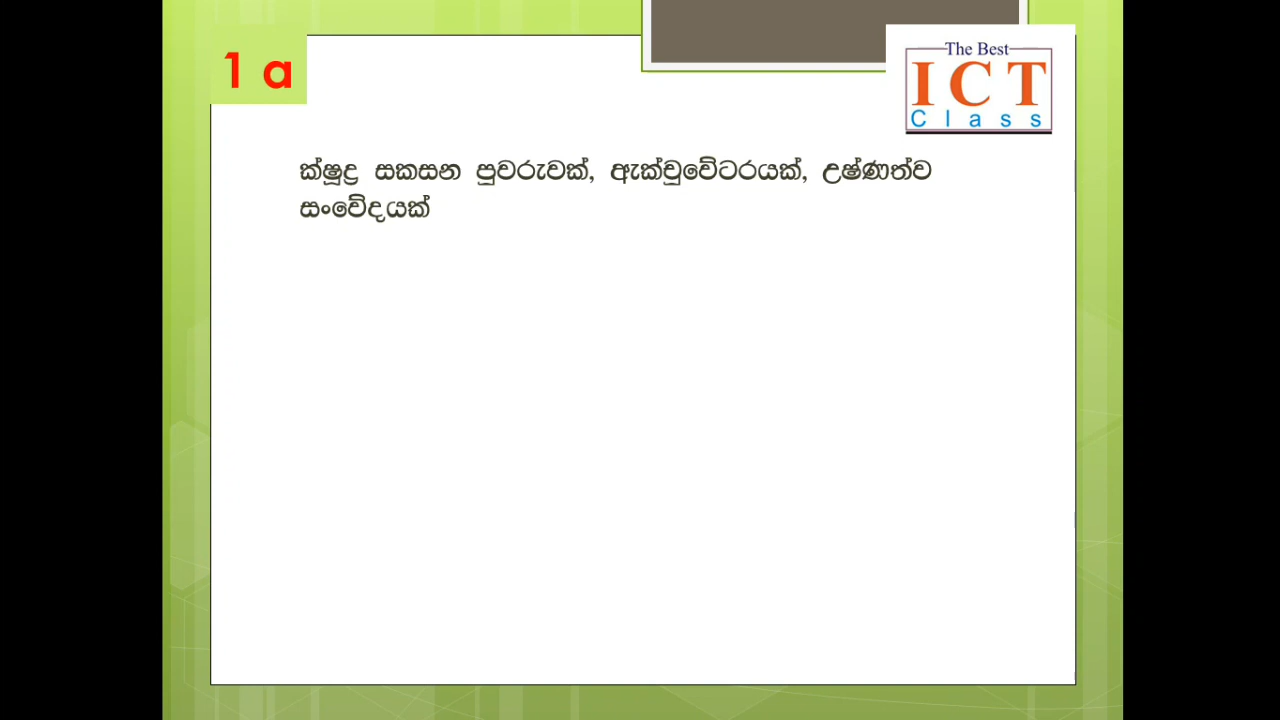 1 a
The Best
ICT
Class
ක්ෂුද්‍ර සකසන පුවරුවක්, ඇක්චුවේටරයක්, උෂ්ණත්ව
සංවේදයක්